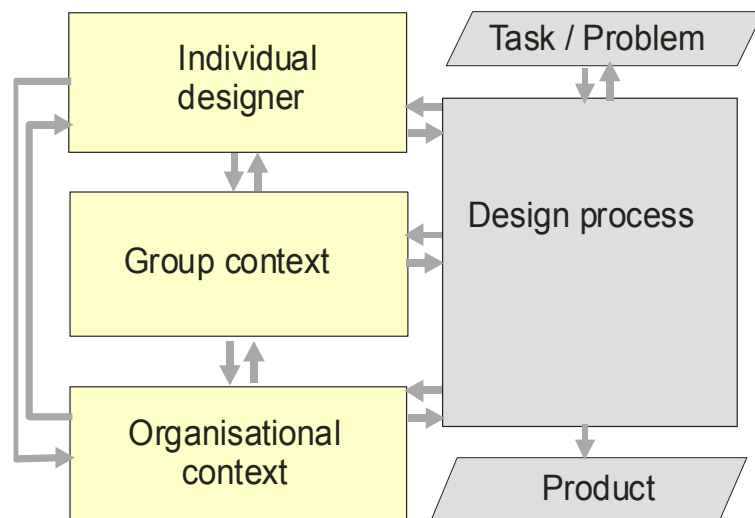 Individual
designer
Task / Problem
Group context
Design process
Organisational
context
Product